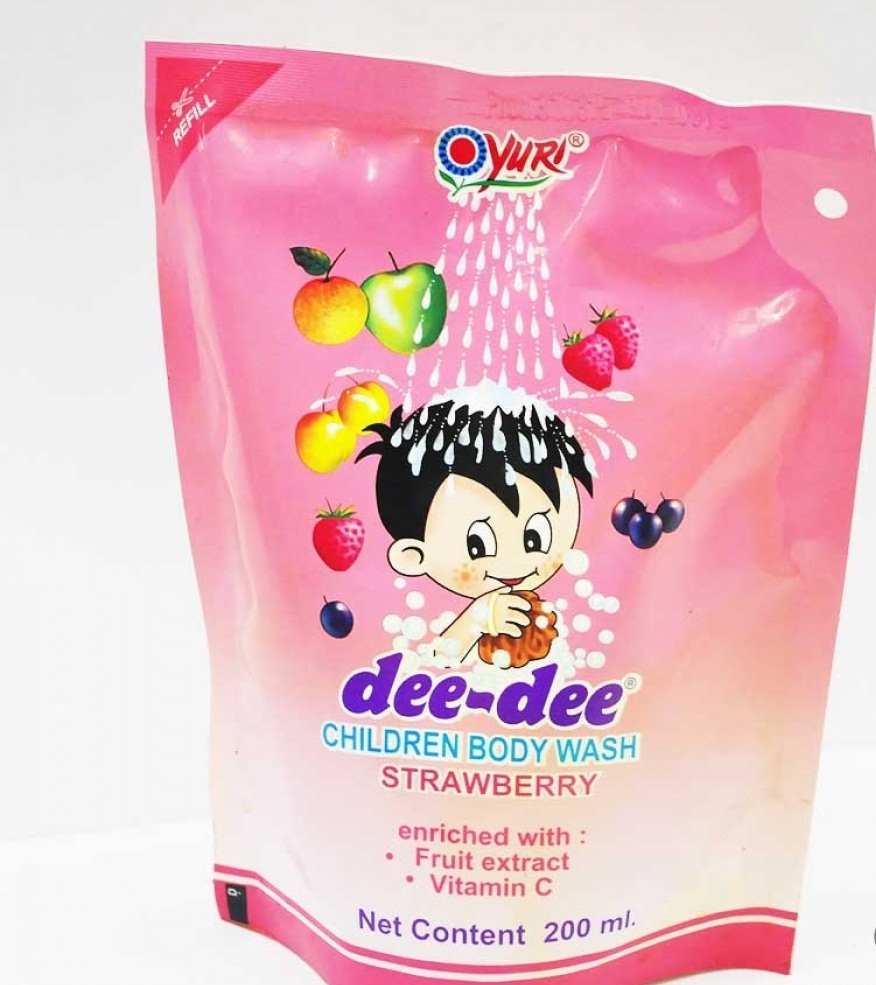 REFILL
YURI®
dee-dee®
CHILDREN BODY WASH
STRAWBERRY
enriched with :
• Fruit extract
• Vitamin C
Net Content 200 ml.